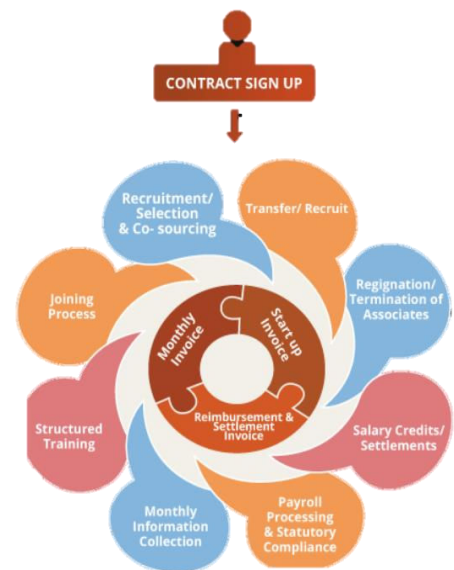 CONTRACT SIGN UP
Recruitment/
Selection
& Co- sourcing
Transfer/ Recruit
Regignation/
Termination of
Associates
Salary Credits/
Settlements
Payroll
Processing
& Statutory
Compliance
Monthly
Information
Collection
Structured
Training
Joining
Process
Monthly
Invoice
Start up
Invoice
Reimbursement &
Settlement
Invoice